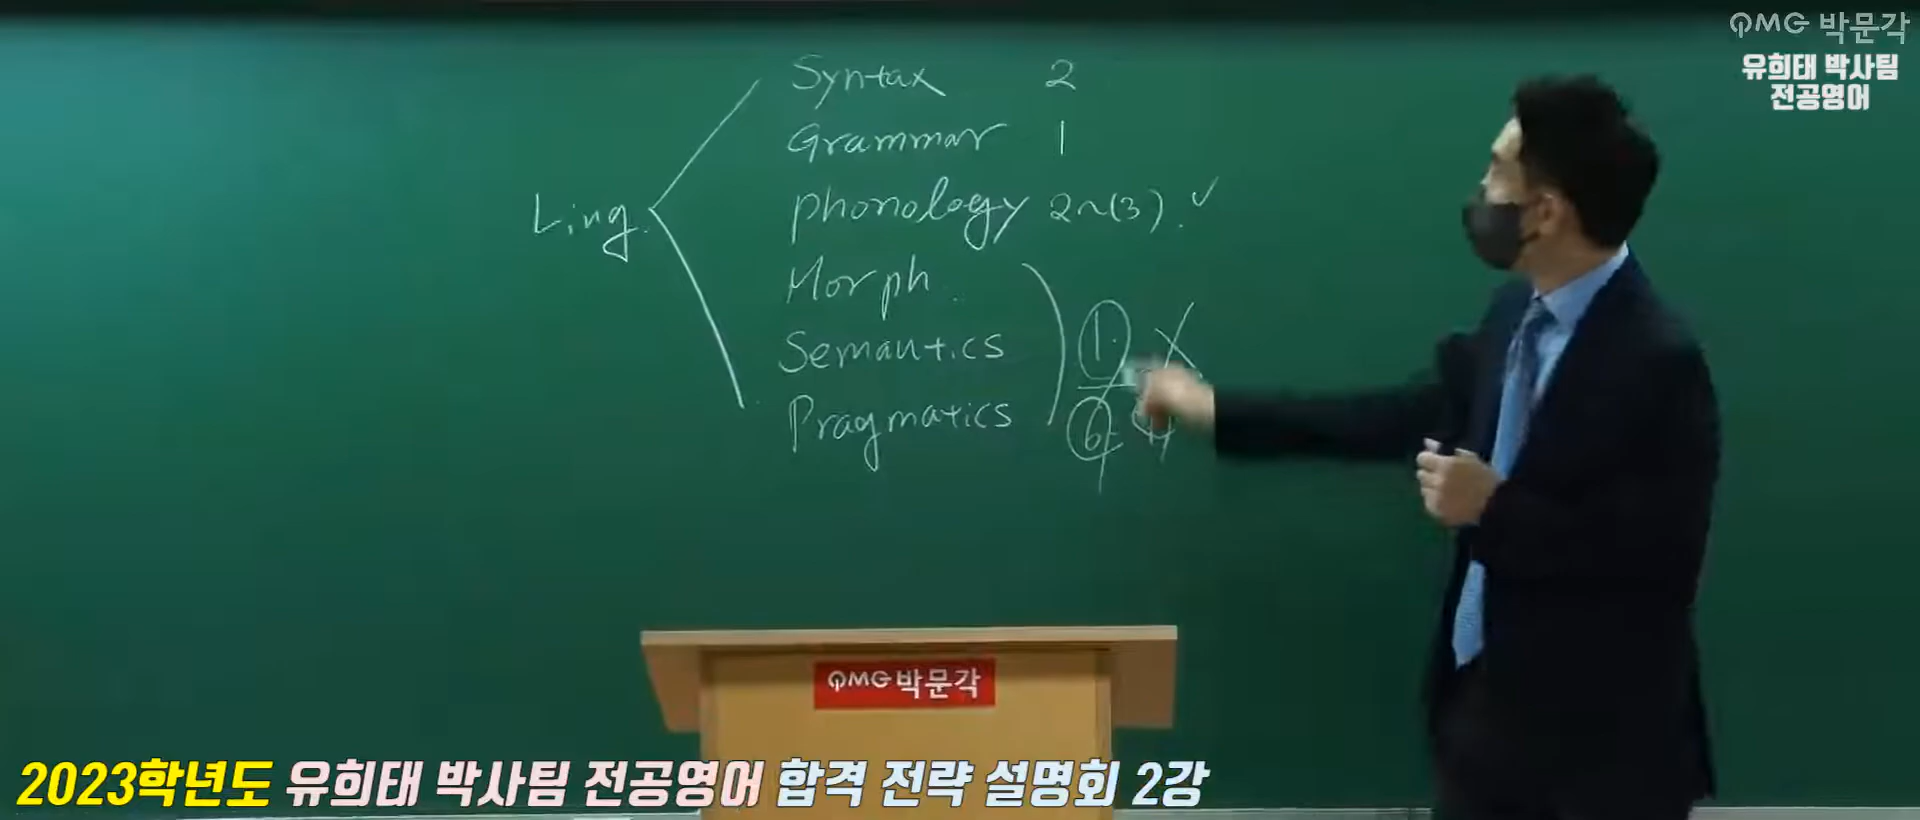 PMG 박문각
유희태 박사팀
전공영어
Syntax 2
Grammar 1
Ling.
phonology 2~(3). ✓
Morph.
Semantics
1
Pragmatics
6
PMG 박문각
2023학년도 유희태 박사팀 전공영어 합격 전략 설명회 2강